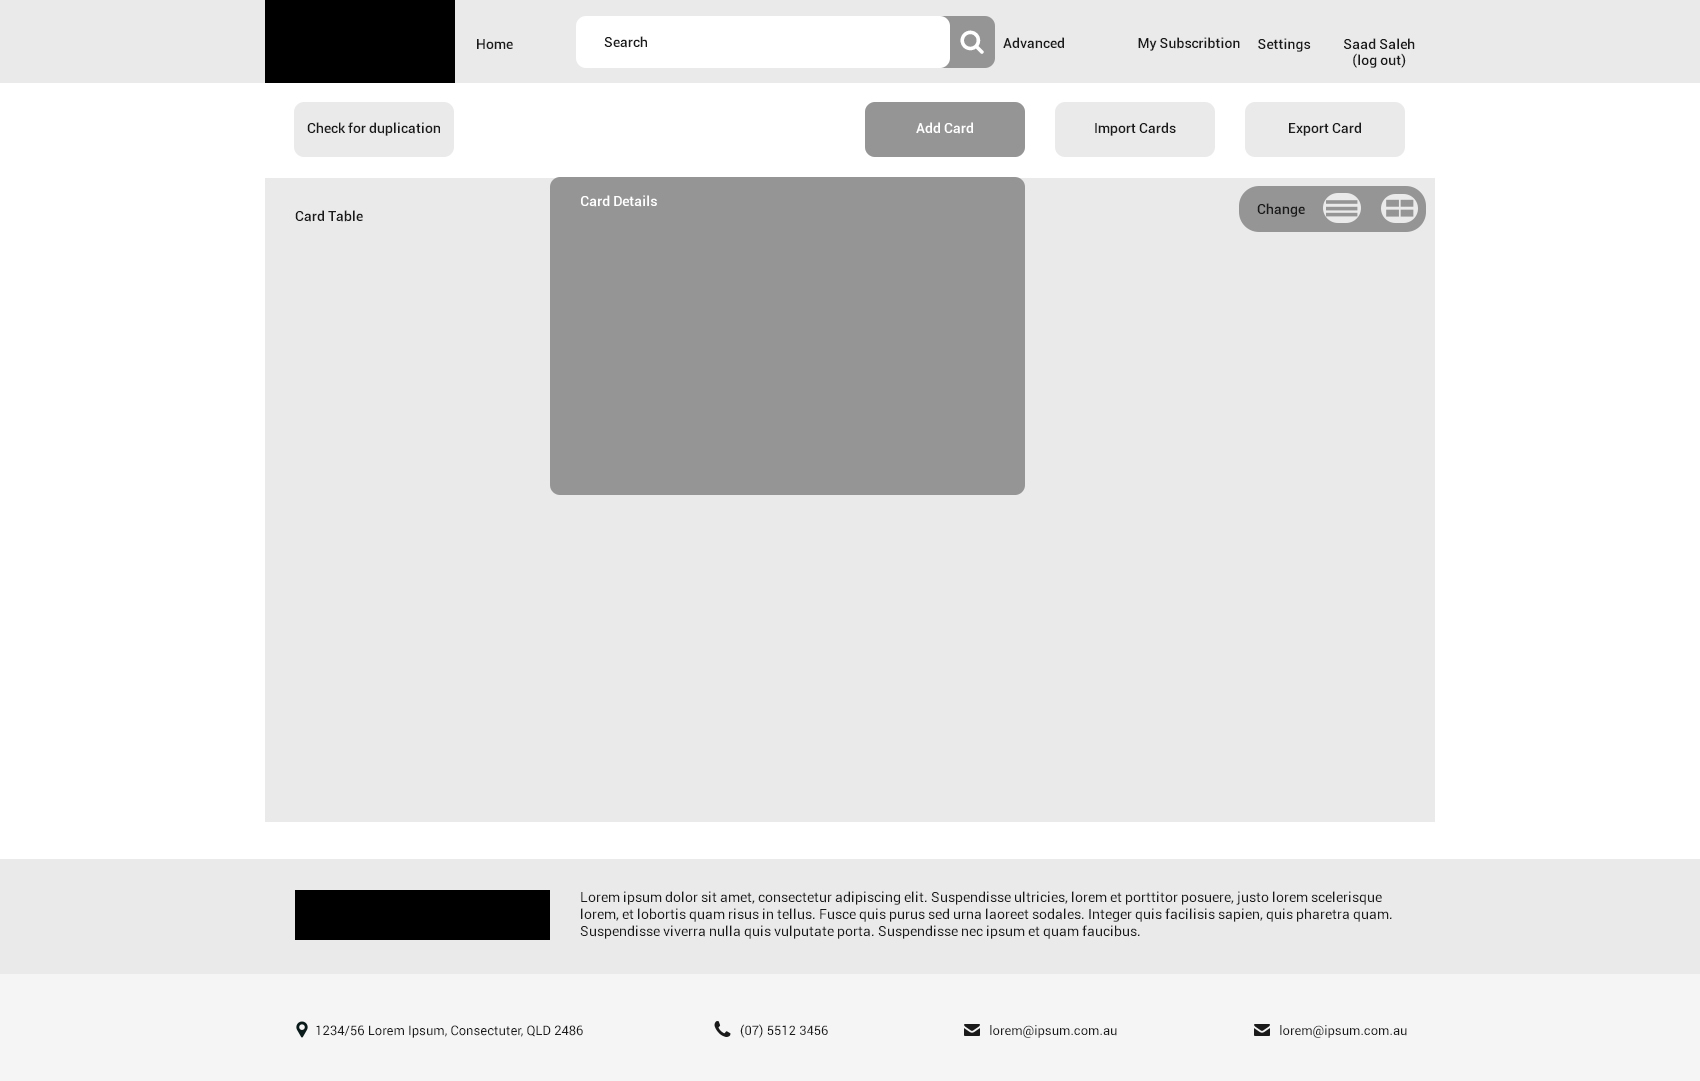 Home
Search
Advanced
My Subscribtion
Settings
Saad Saleh
(log out)
Check for duplication
Add Card
Import Cards
Export Card
Card Table
Card Details
Change
Lorem ipsum dolor sit amet, consectetur adipiscing elit. Suspendisse ultricies, lorem et porttitor posuere, justo lorem scelerisque
lorem, et lobortis quam risus in tellus. Fusce quis purus sed urna laoreet sodales. Integer quis facilisis sapien, quis pharetra quam.
Suspendisse viverra nulla quis vulputate porta. Suspendisse nec ipsum et quam faucibus.
1234/56 Lorem Ipsum, Consectuter, QLD 2486
(07) 5512 3456
lorem@ipsum.com.au
lorem@ipsum.com.au